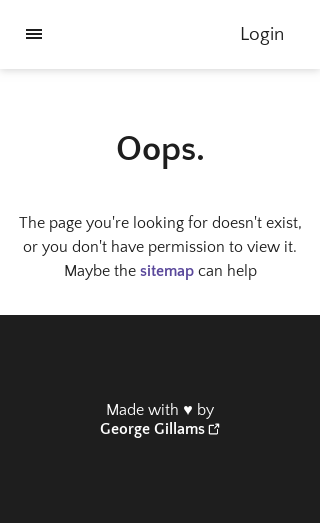 Login
Oops.
The page you're looking for doesn't exist,
or you don't have permission to view it.
Maybe the sitemap can help
Made with ♥ by
George Gillams